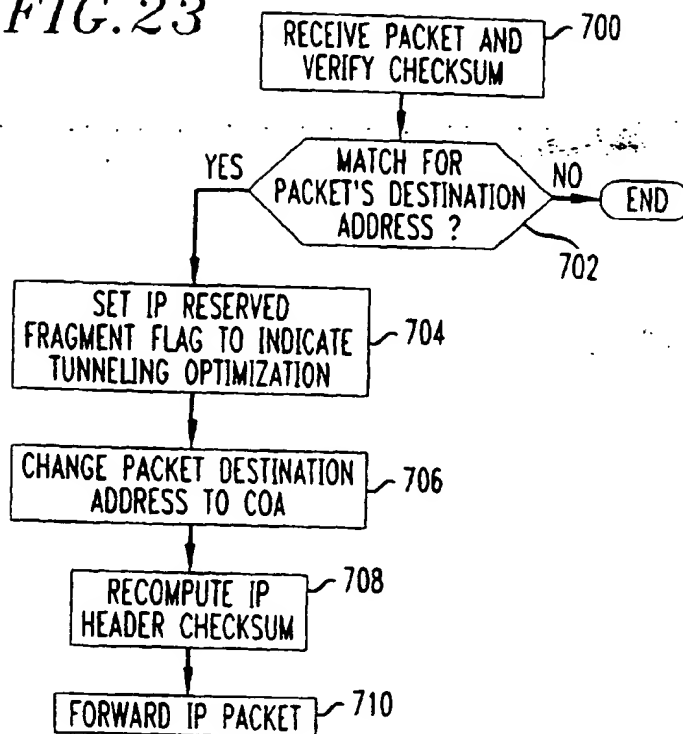 FIG.23
RECEIVE PACKET AND
VERIFY CHECKSUM
700
MATCH FOR
PACKET'S DESTINATION
ADDRESS ?
YES
NO
END
702
SET IP RESERVED
FRAGMENT FLAG TO INDICATE
TUNNELING OPTIMIZATION
704
CHANGE PACKET DESTINATION
ADDRESS TO COA
706
RECOMPUTE IP
HEADER CHECKSUM
708
FORWARD IP PACKET
710